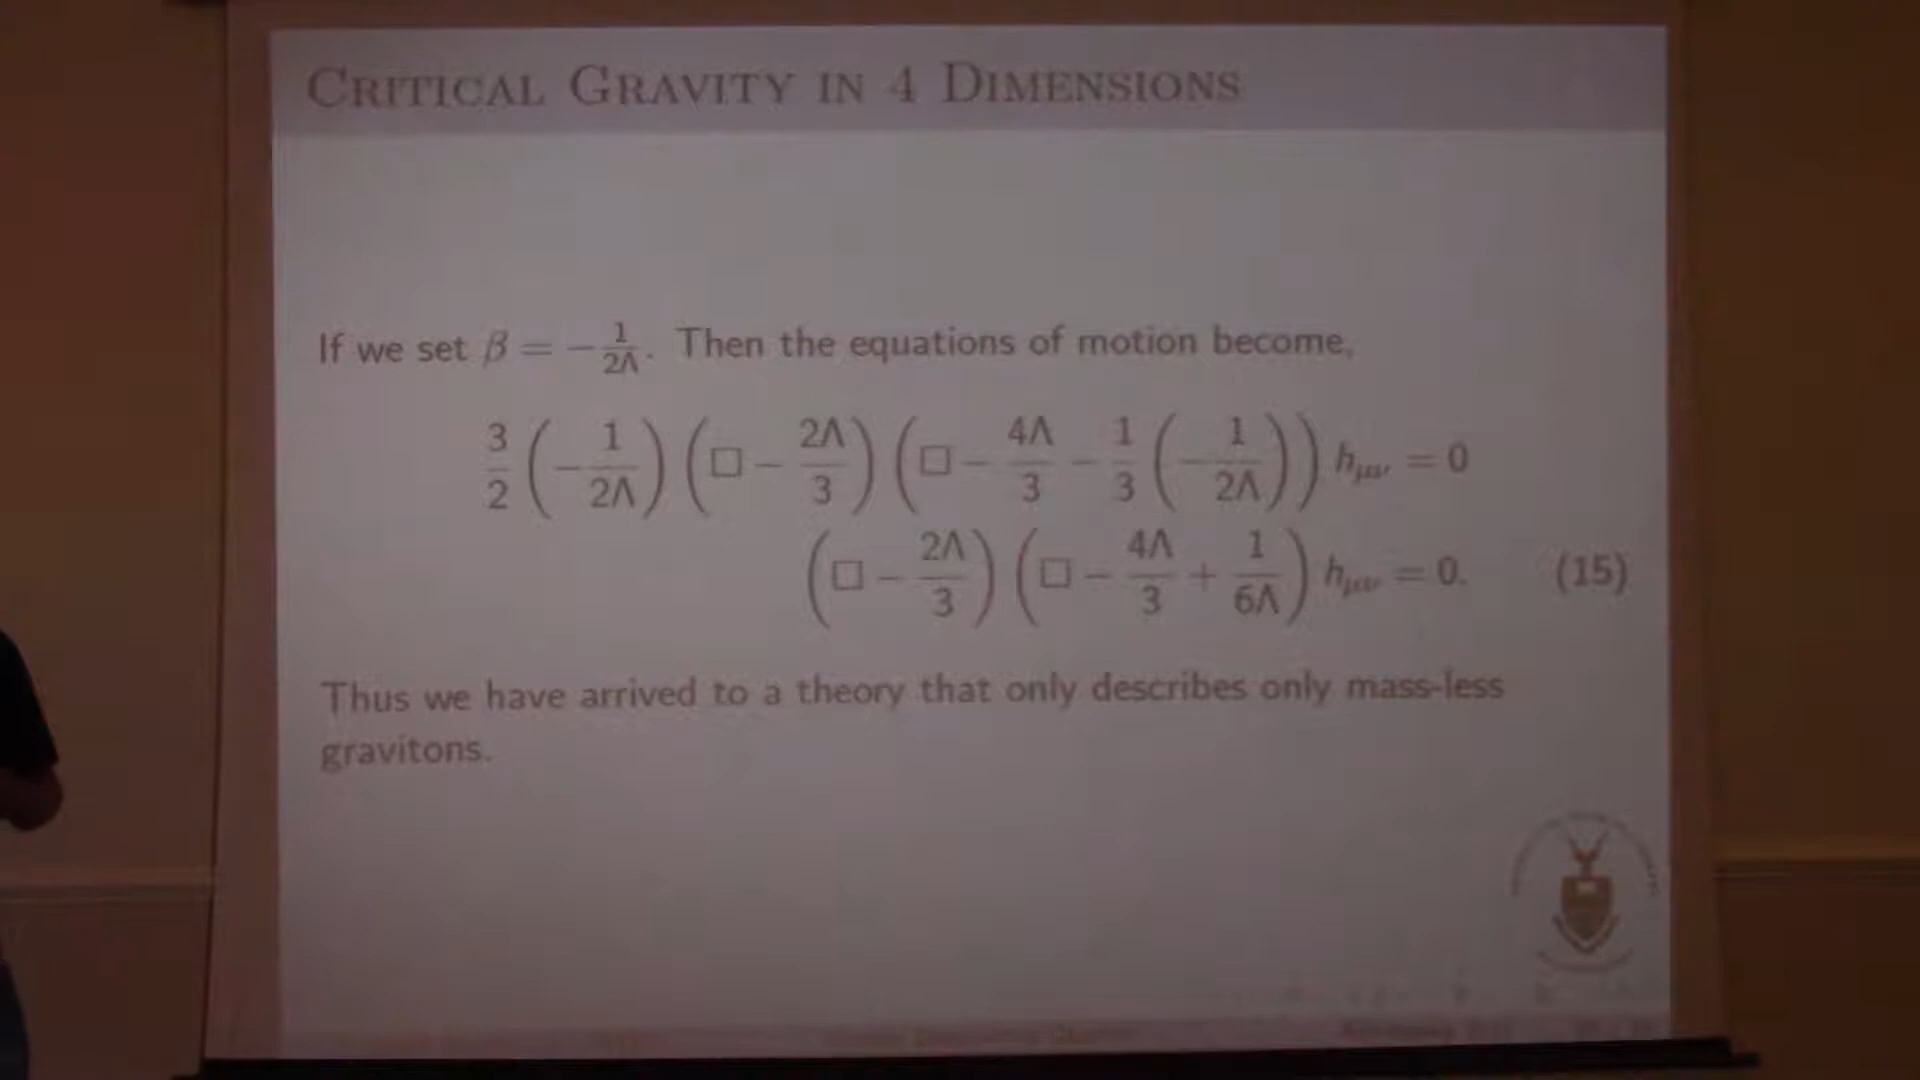 CRITICAL GRAVITY IN 4 DIMENSIONS
If we set β = −1/2Λ. Then the equations of motion become,
3/2 (−1/2Λ) (□ − 2Λ/3) (□ − 4Λ/3 − 1/3 (−1/2Λ)) hμν = 0
(□ − 2Λ/3) (□ − 4Λ/3 + 1/6Λ) hμν = 0. (15)
Thus we have arrived to a theory that only describes only mass-less
gravitons.